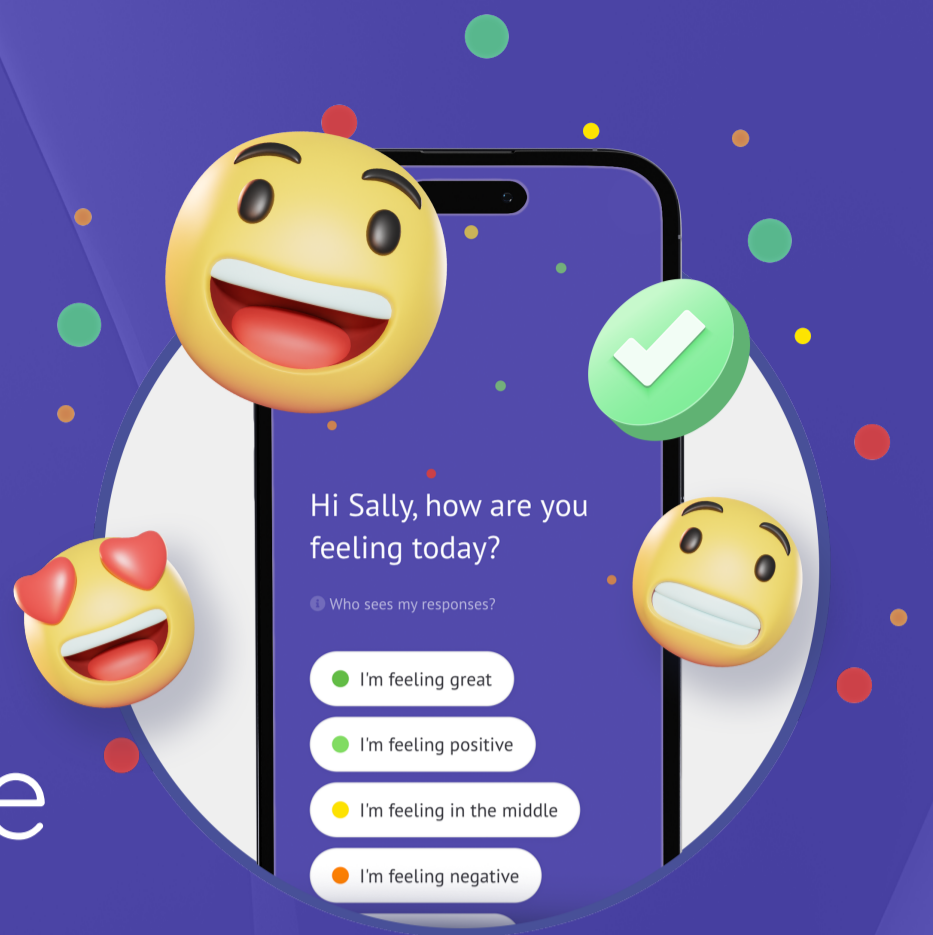 Hi Sally, how are you
feeling today?
Who sees my responses?
I'm feeling great
I'm feeling positive
I'm feeling in the middle
I'm feeling negative
e